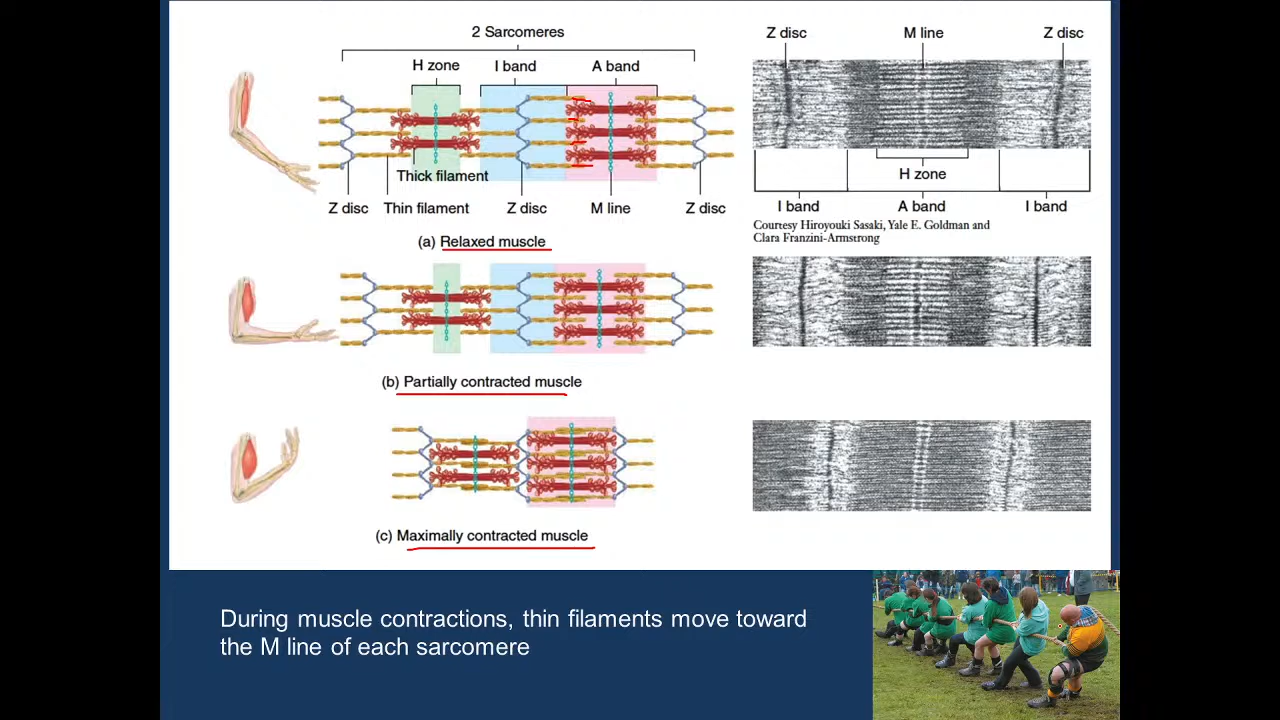 2 Sarcomeres
H zone
I band
A band
Thick filament
Z disc
Thin filament
Z disc
M line
Z disc
(a) Relaxed muscle
Z disc
M line
Z disc
H zone
I band
A band
I band
Courtesy Hiroyouki Sasaki, Yale E. Goldman and
Clara Franzini-Armstrong
(b) Partially contracted muscle
(c) Maximally contracted muscle
During muscle contractions, thin filaments move toward
the M line of each sarcomere